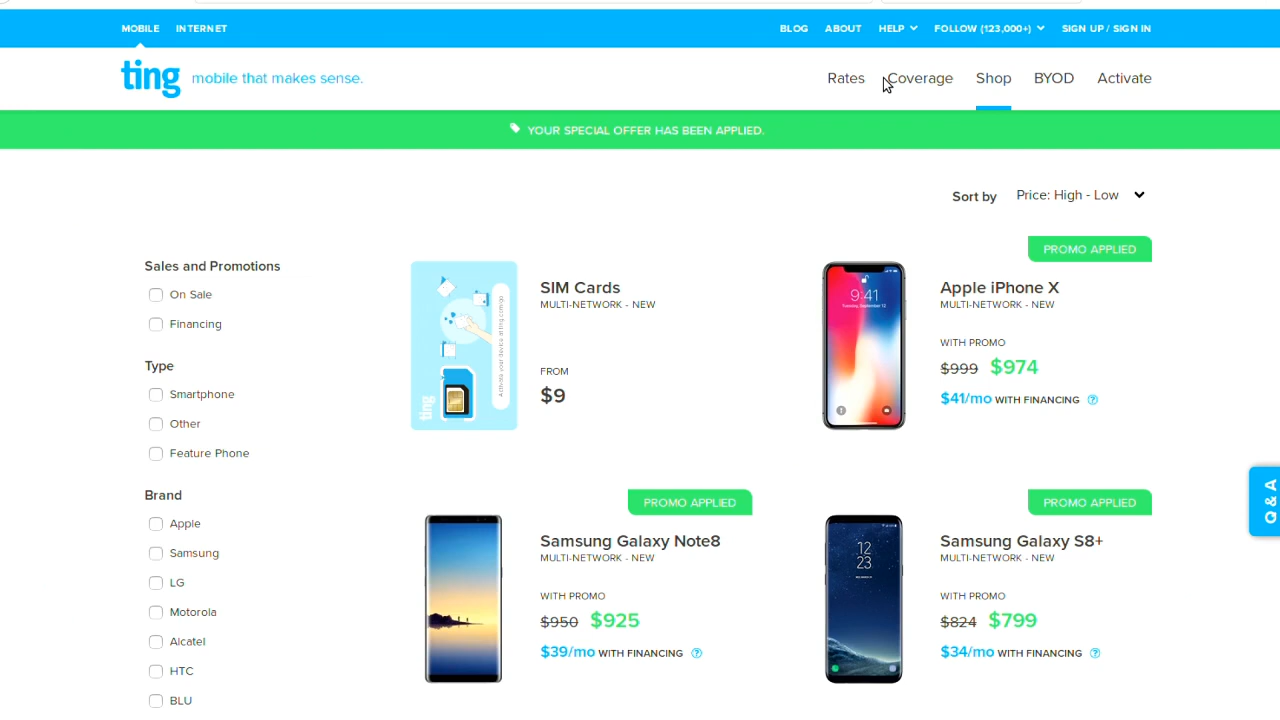 MOBILE INTERNET BLOG ABOUT HELP FOLLOW (123,000+) SIGN UP / SIGN IN
ting mobile that makes sense. Rates Coverage Shop BYOD Activate
YOUR SPECIAL OFFER HAS BEEN APPLIED.
Sort by Price: High - Low
Sales and Promotions
On Sale
Financing
Type
Smartphone
Other
Feature Phone
Brand
Apple
Samsung
LG
Motorola
Alcatel
HTC
BLU
ting
SIM Cards
MULTI-NETWORK - NEW
FROM
$9
PROMO APPLIED
9:41
Apple iPhone X
MULTI-NETWORK - NEW
WITH PROMO
$999 $974
$41/mo WITH FINANCING ?
PROMO APPLIED
Samsung Galaxy Note8
MULTI-NETWORK - NEW
WITH PROMO
$950 $925
$39/mo WITH FINANCING ?
PROMO APPLIED
12
23
Samsung Galaxy S8+
MULTI-NETWORK - NEW
WITH PROMO
$824 $799
$34/mo WITH FINANCING ?
Q & A